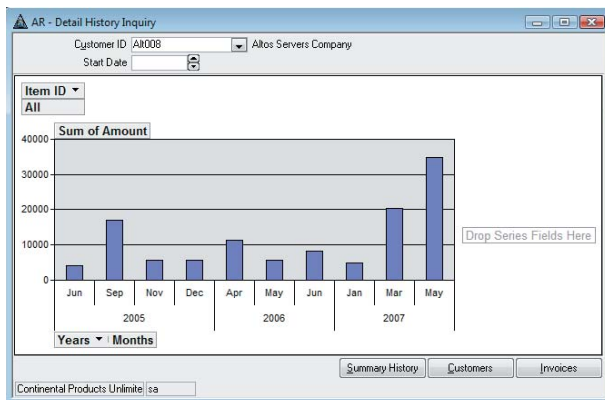 AR - Detail History Inquiry
Customer ID Alt008 Altos Servers Company
Start Date
Item ID
All
Sum of Amount
40000
30000
20000
10000
0
Drop Series Fields Here
Jun Sep Nov Dec Apr May Jun Jan Mar May
2005 2006 2007
Years Months
Summary History Customers Invoices
Continental Products Unlimite sa